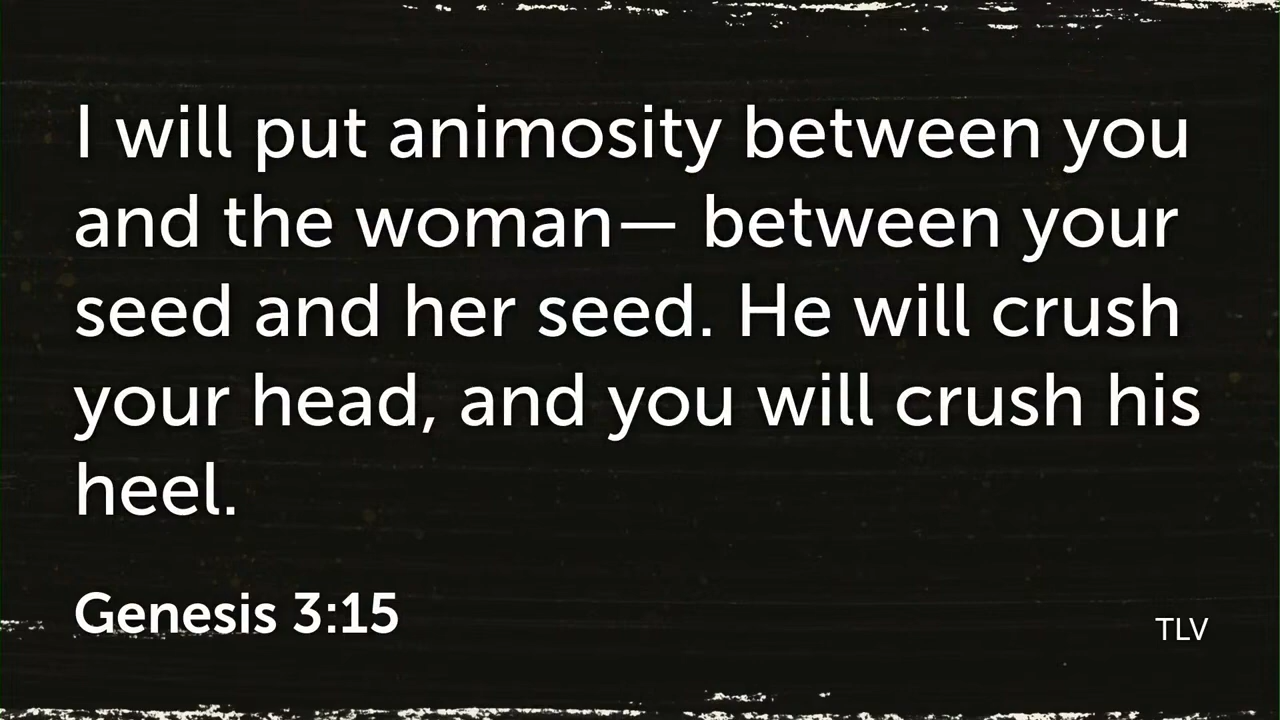 I will put animosity between you
and the woman— between your
seed and her seed. He will crush
your head, and you will crush his
heel.
Genesis 3:15
TLV